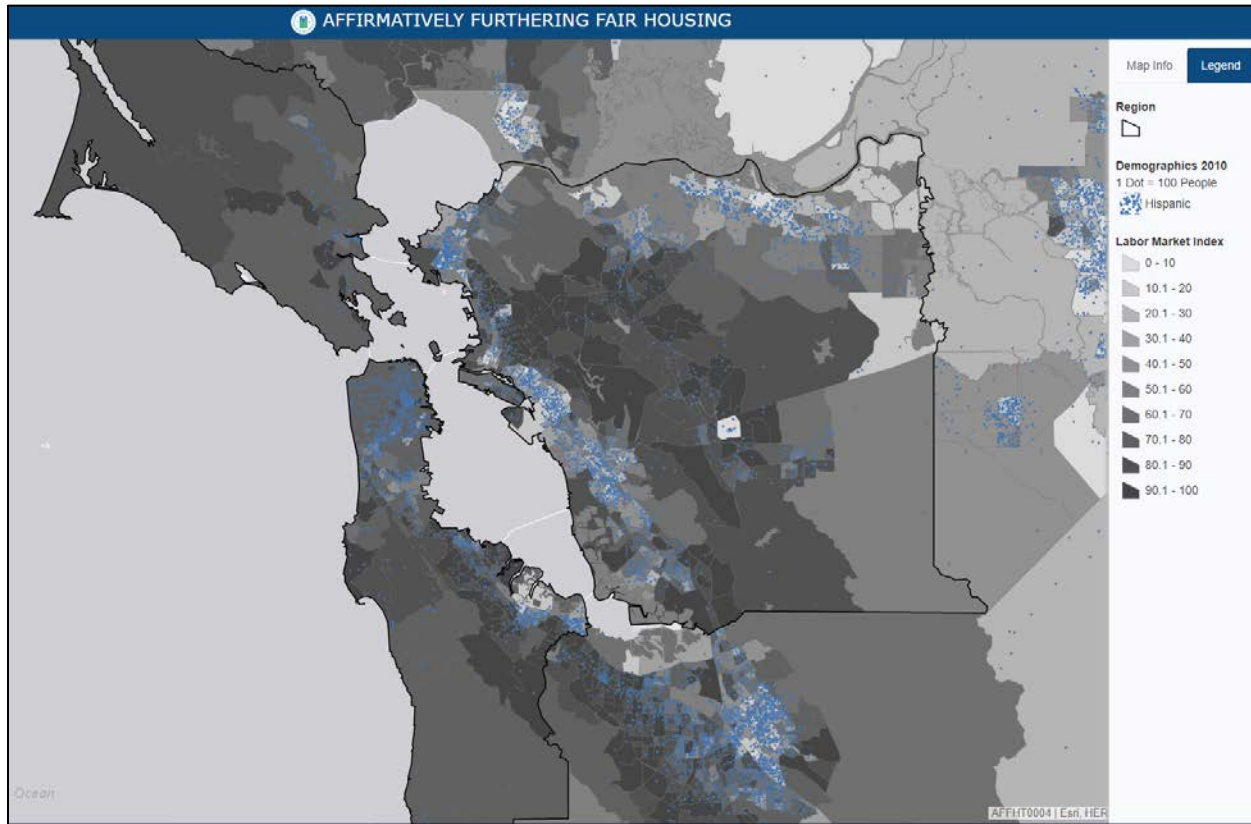 AFFIRMATIVELY FURTHERING FAIR HOUSING
Map Info
Legend
Region
Demographics 2010
1 Dot = 100 People
Hispanic
Labor Market Index
0 - 10
10.1 - 20
20.1 - 30
30.1 - 40
40.1 - 50
50.1 - 60
60.1 - 70
70.1 - 80
80.1 - 90
90.1 - 100
Ocean
AFFHT0004 | Esri, HER